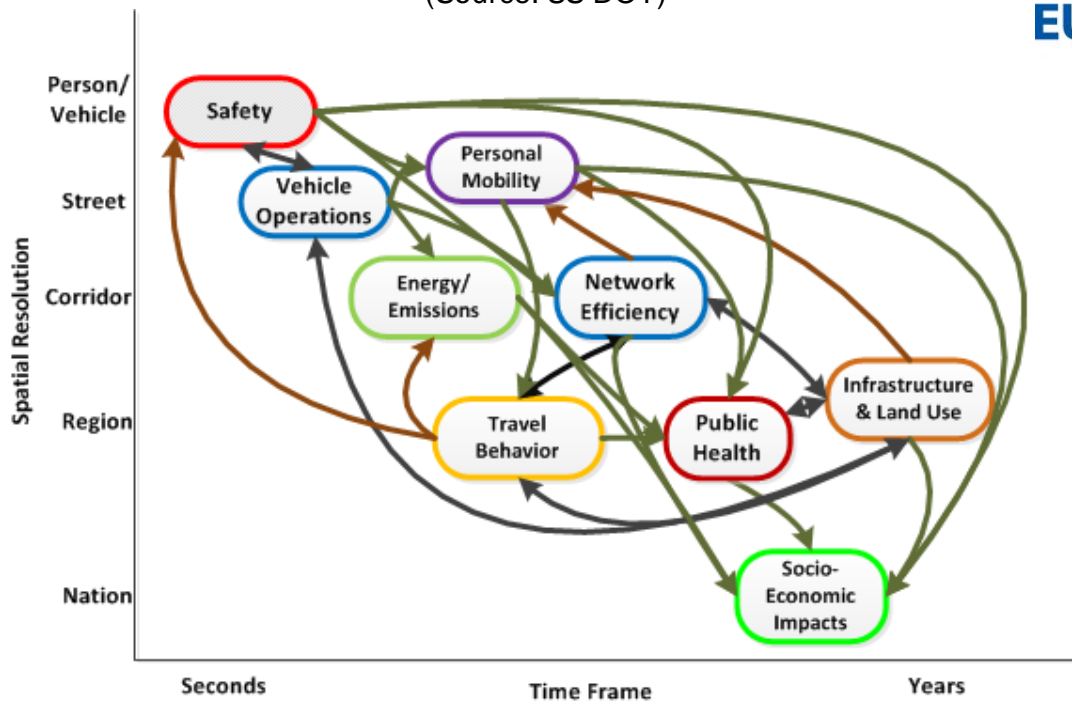 EU
Person/
Vehicle
Street
Corridor
Region
Nation
Spatial Resolution
Safety
Vehicle
Operations
Personal
Mobility
Energy/
Emissions
Network
Efficiency
Travel
Behavior
Public
Health
Infrastructure
& Land Use
Socio-
Economic
Impacts
Seconds
Time Frame
Years